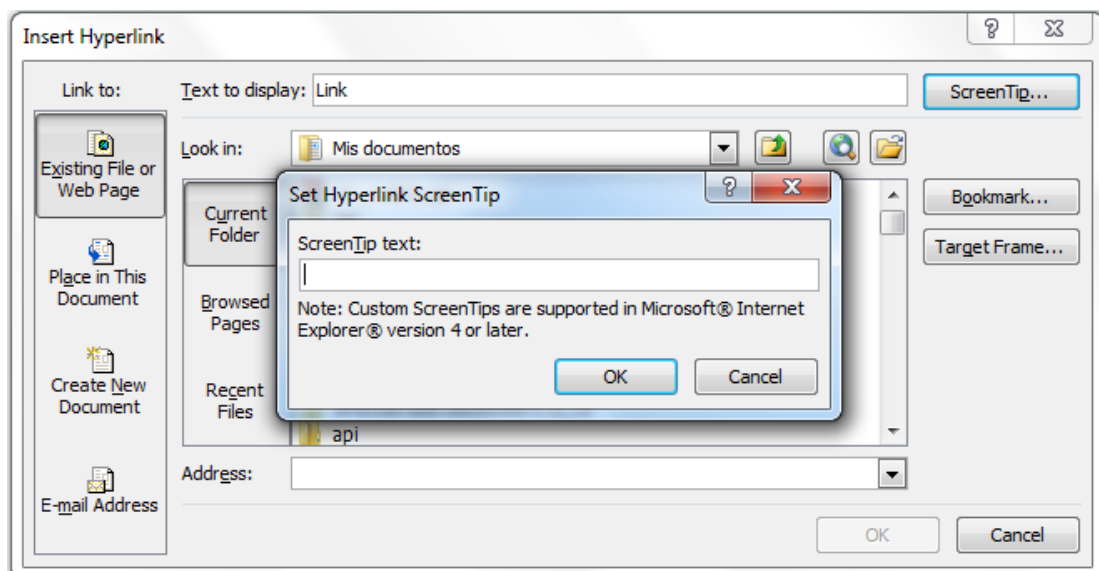 Insert Hyperlink
Link to:
Text to display: Link
ScreenTip...
Existing File or
Web Page
Look in: Mis documentos
Place in This
Document
Create New
Document
E-mail Address
Current
Folder
Browsed
Pages
Recent
Files
Set Hyperlink ScreenTip
ScreenTip text:
Note: Custom ScreenTips are supported in Microsoft® Internet
Explorer® version 4 or later.
OK Cancel
api
Bookmark...
Target Frame...
Address:
OK Cancel